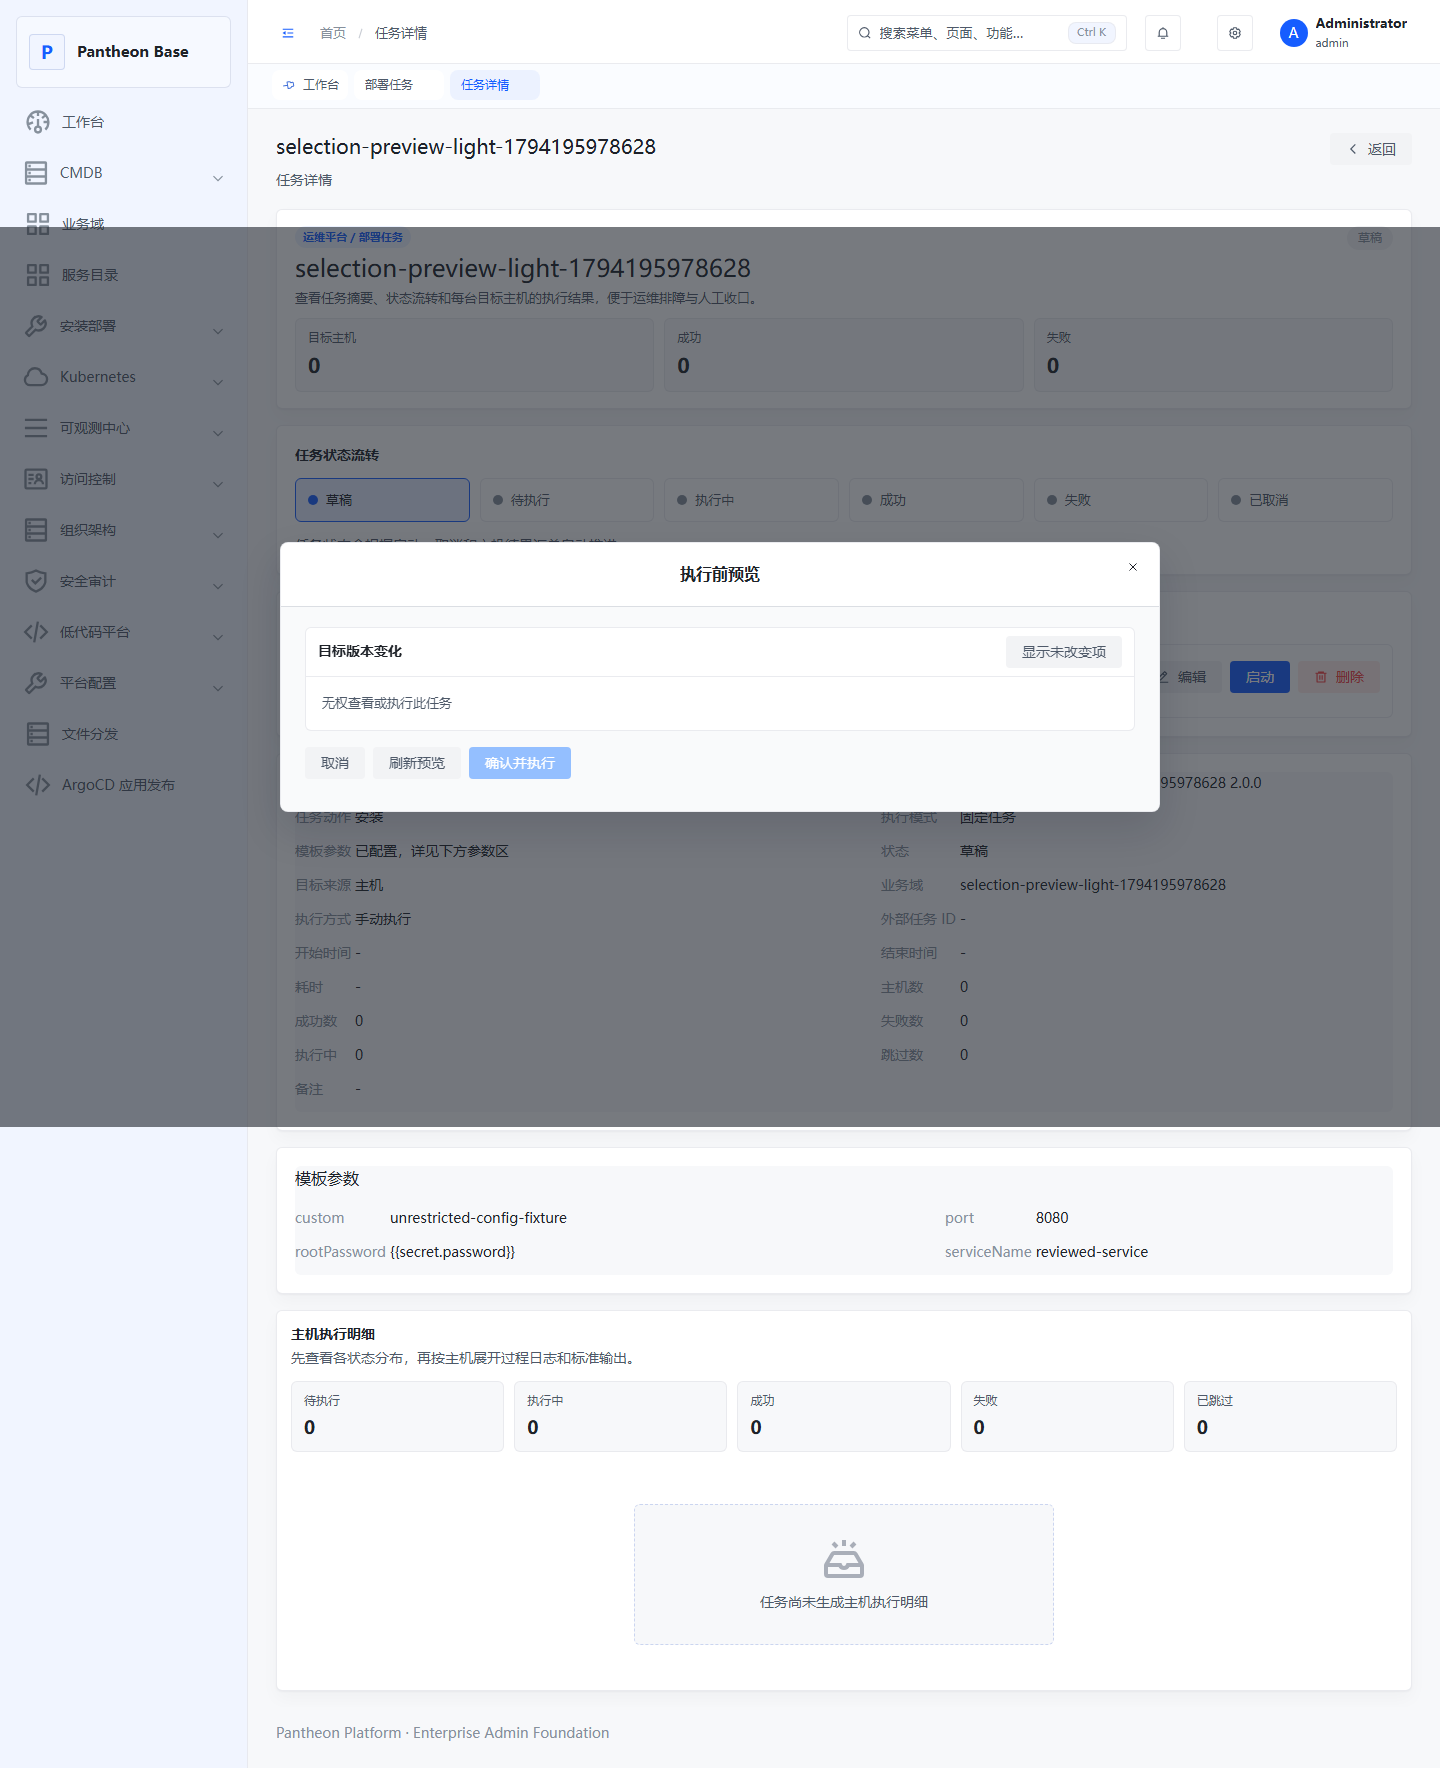 P Pantheon Base
首页 / 任务详情
搜索菜单、页面、功能... Ctrl K
A Administrator
admin
工作台 部署任务 任务详情
工作台
CMDB
业务域
服务目录
安装部署
Kubernetes
可观测中心
访问控制
组织架构
安全审计
低代码平台
平台配置
文件分发
ArgoCD 应用发布
selection-preview-light-1794195978628
返回
任务详情
运维平台 / 部署任务
草稿
selection-preview-light-1794195978628
查看任务摘要、状态流转和每台目标主机的执行结果，便于运维排障与人工收口。
目标主机 成功 失败
0 0 0
任务状态流转
草稿 待执行 执行中 成功 失败 已取消
执行前预览
目标版本变化 显示未改变项
无权查看或执行此任务
取消 刷新预览 确认并执行
编辑 启动 删除
95978628 2.0.0
任务动作 安装 执行模式 固定任务
模板参数 已配置，详见下方参数区 状态 草稿
目标来源 主机 业务域 selection-preview-light-1794195978628
执行方式 手动执行 外部任务 ID -
开始时间 - 结束时间 -
耗时 - 主机数 0
成功数 0 失败数 0
执行中 0 跳过数 0
备注 -
模板参数
custom unrestricted-config-fixture port 8080
rootPassword {{secret.password}} serviceName reviewed-service
主机执行明细
先查看各状态分布，再按主机展开过程日志和标准输出。
待执行 执行中 成功 失败 已跳过
0 0 0 0 0
任务尚未生成主机执行明细
Pantheon Platform · Enterprise Admin Foundation